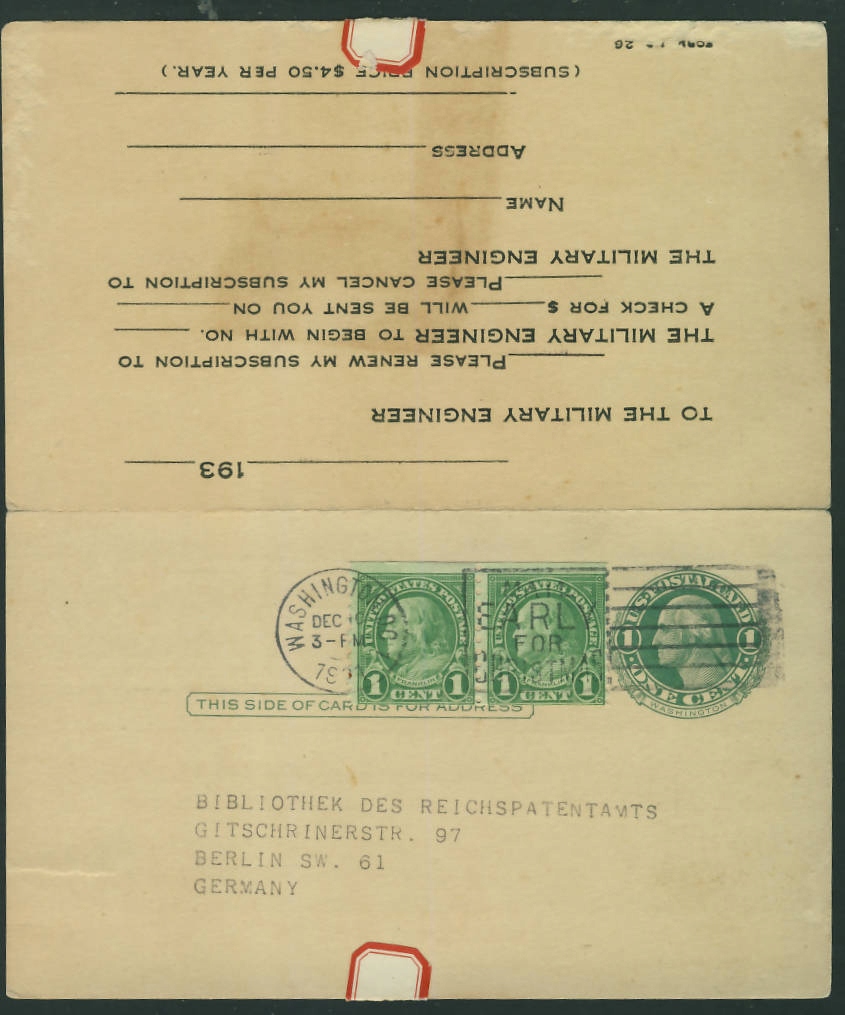 (SUBSCRIPTION PRICE $4.50 PER YEAR.)
ADDRESS
NAME
THE MILITARY ENGINEER
PLEASE CANCEL MY SUBSCRIPTION TO
A CHECK FOR $ WILL BE SENT YOU ON
THE MILITARY ENGINEER TO BEGIN WITH NO.
PLEASE RENEW MY SUBSCRIPTION TO
TO THE MILITARY ENGINEER
193
WASHINGTON
DEC
3-PM
UNITED STATES POSTAGE
FRANKLIN
1 CENT 1
UNITED STATES POSTAGE
FRANKLIN
1 CENT 1
EARL
FOR
U.S. POSTAL CARD
1 1
ONE CENT
WASHINGTON
THIS SIDE OF CARD IS FOR ADDRESS
BIBLIOTHEK DES REICHSPATENTAMTS
GITSCHRINERSTR. 97
BERLIN SW. 61
GERMANY